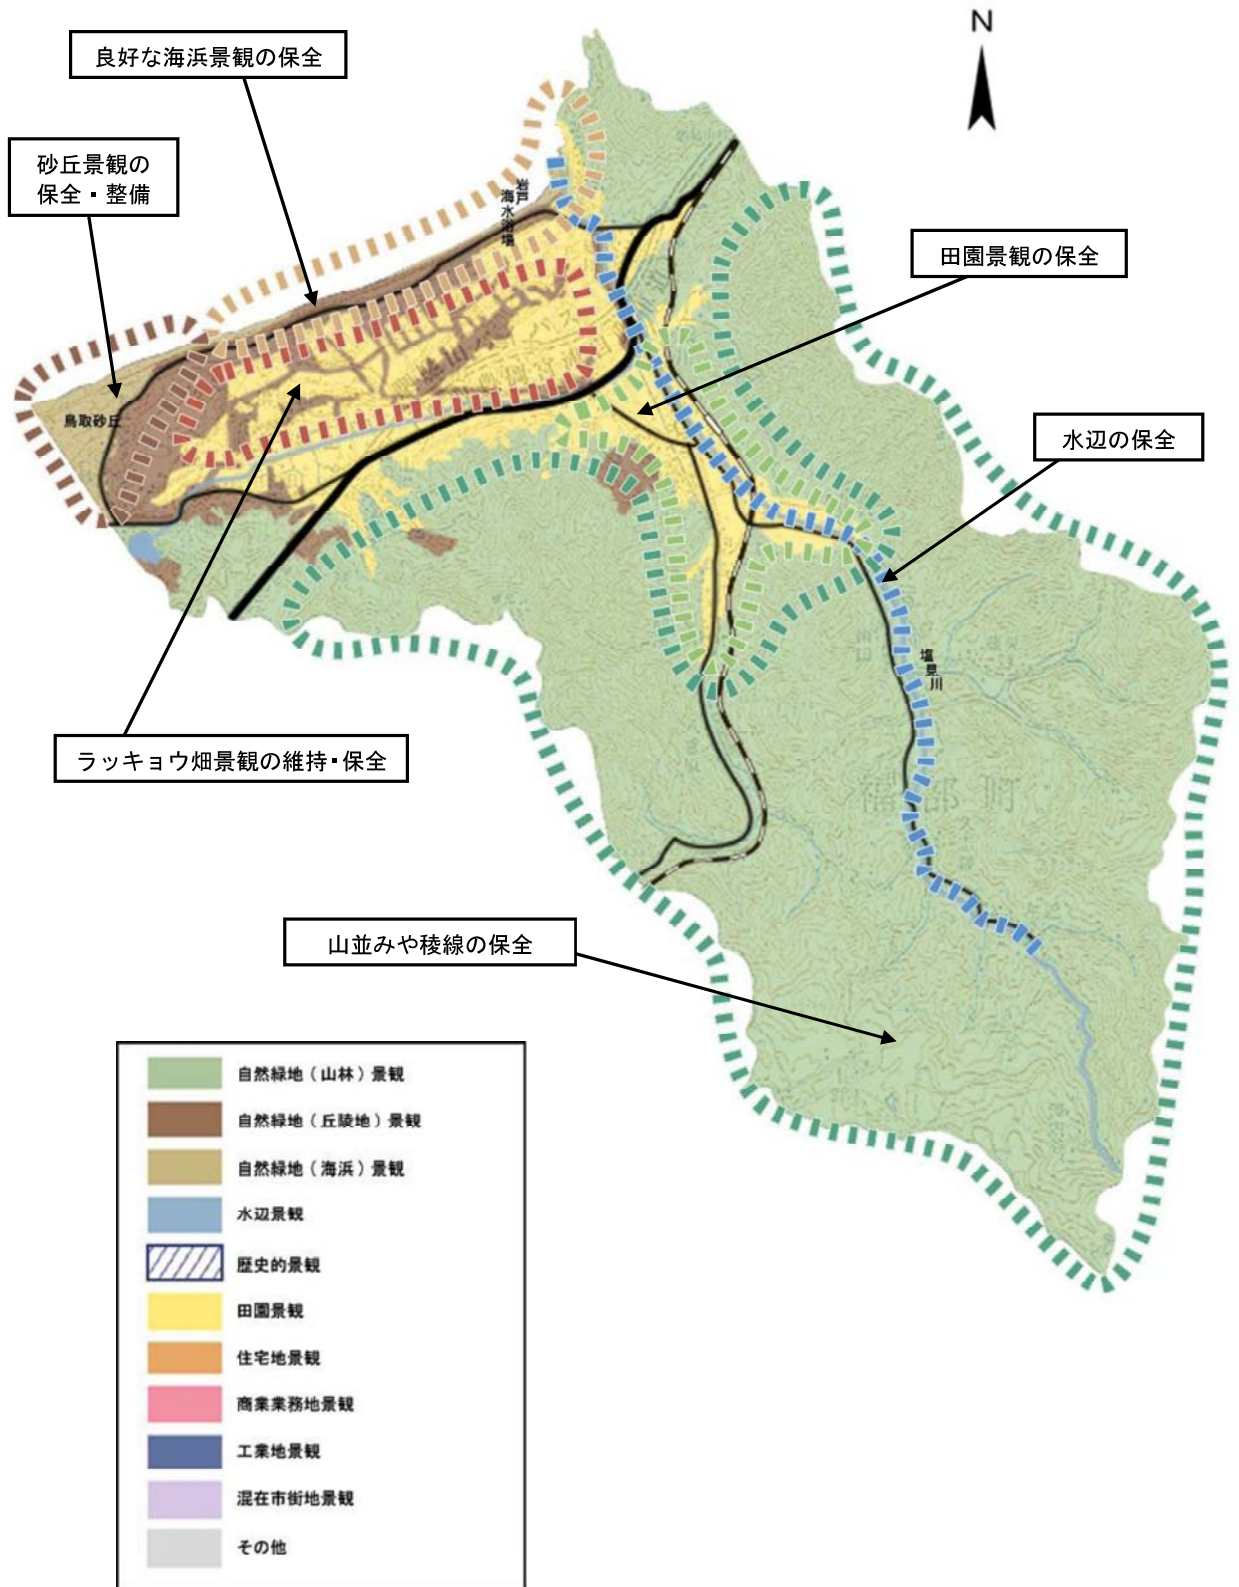 N
良好な海浜景観の保全
砂丘景観の
保全・整備
岩戸
海水浴場
田園景観の保全
鳥取砂丘
水辺の保全
塩見川
ラッキョウ畑景観の維持・保全
福部町
山並みや稜線の保全
自然緑地（山林）景観
自然緑地（丘陵地）景観
自然緑地（海浜）景観
水辺景観
歴史的景観
田園景観
住宅地景観
商業業務地景観
工業地景観
混在市街地景観
その他